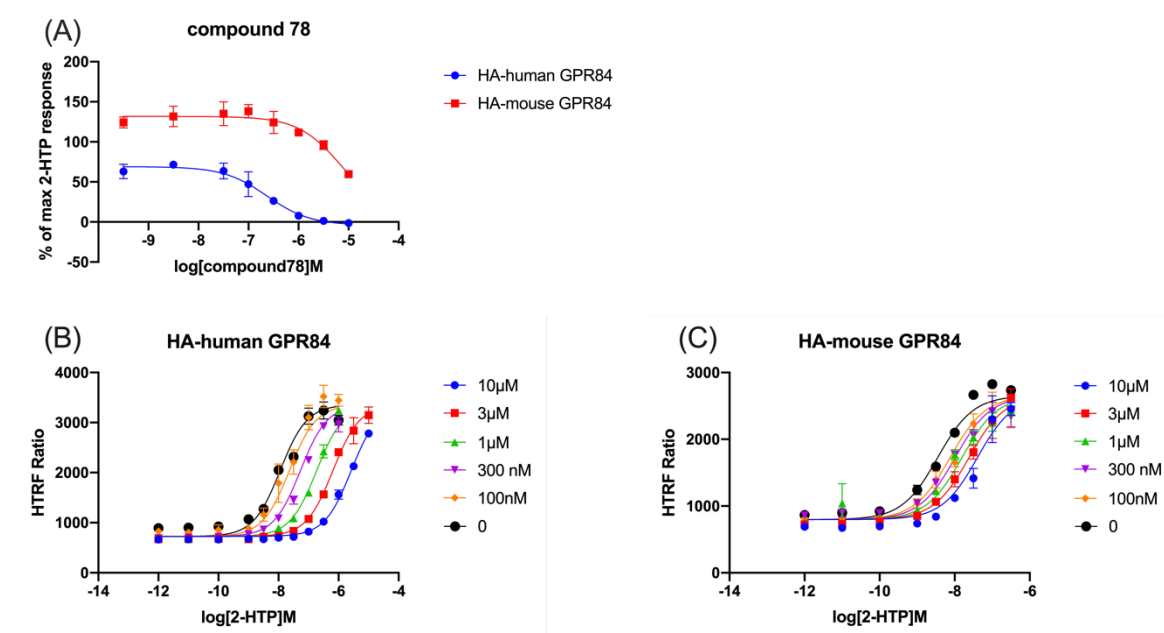 (A)
compound 78
% of max 2-HTP response
200
150
100
50
0
-50
-9
-8
-7
-6
-5
-4
log[compound78]M
HA-human GPR84
HA-mouse GPR84
(B)
HA-human GPR84
HTRF Ratio
4000
3000
2000
1000
0
-14
-12
-10
-8
-6
-4
log[2-HTP]M
10µM
3µM
1µM
300 nM
100nM
0
(C)
HA-mouse GPR84
HTRF Ratio
3000
2000
1000
0
-14
-12
-10
-8
-6
log[2-HTP]M
10µM
3µM
1µM
300 nM
100nM
0